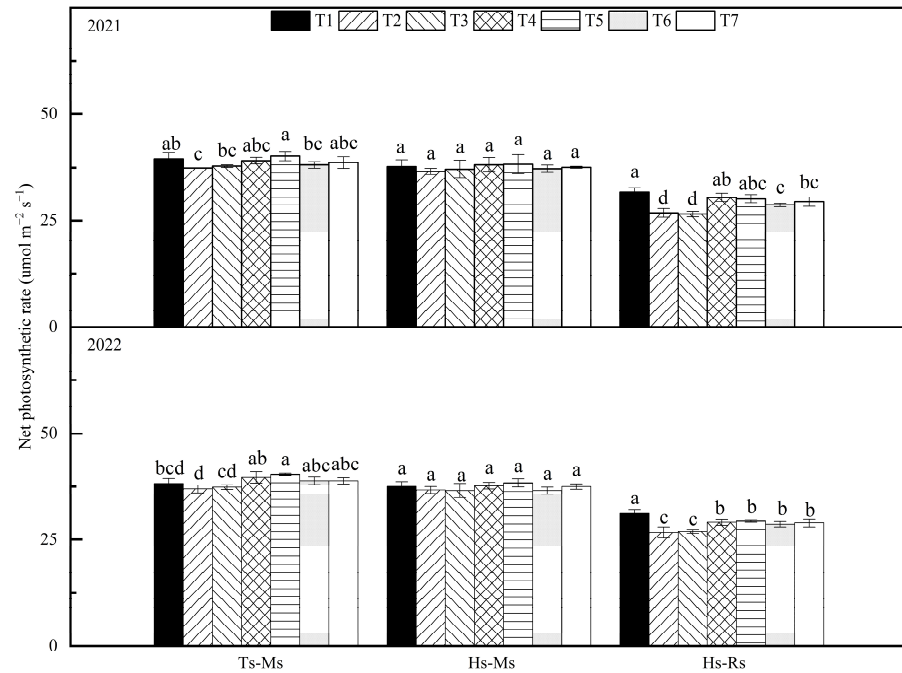 T1 T2 T3 T4 T5 T6 T7
2021
50
25
0
ab c bc abc a bc abc
a a a a a a a
a d d ab abc c bc
2022
50
25
0
bcd d cd ab a abc abc
a a a a a a a
a c c b b b b
Ts-Ms Hs-Ms Hs-Rs
Net photosynthetic rate (umol m⁻² s⁻¹)